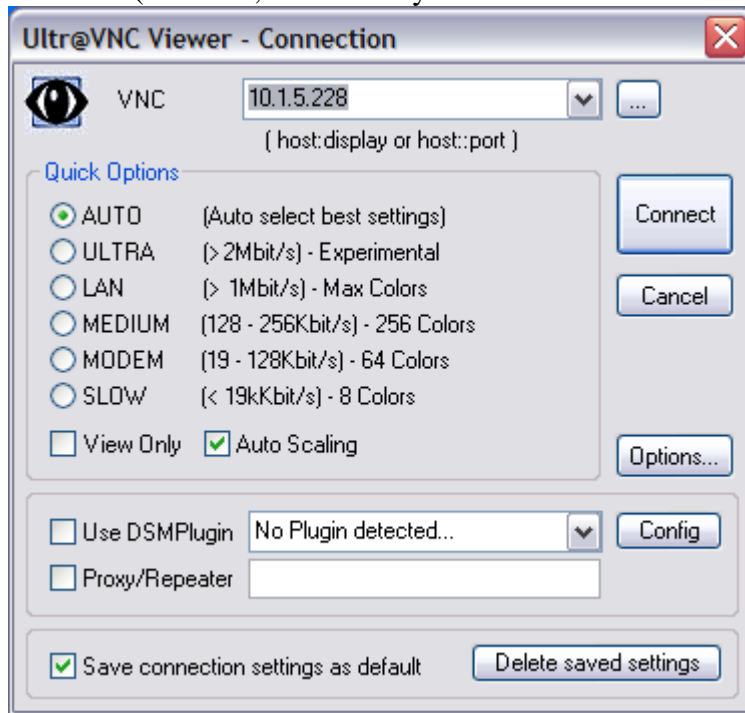 Ultr@VNC Viewer - Connection
VNC 10.1.5.228 ...
( host:display or host::port )
Quick Options
AUTO (Auto select best settings)
ULTRA (> 2Mbit/s) - Experimental
LAN (> 1Mbit/s) - Max Colors
MEDIUM (128 - 256Kbit/s) - 256 Colors
MODEM (19 - 128Kbit/s) - 64 Colors
SLOW (< 19kKbit/s) - 8 Colors
View Only Auto Scaling
Connect
Cancel
Options...
Use DSMPlugin No Plugin detected... Config
Proxy/Repeater
Save connection settings as default Delete saved settings